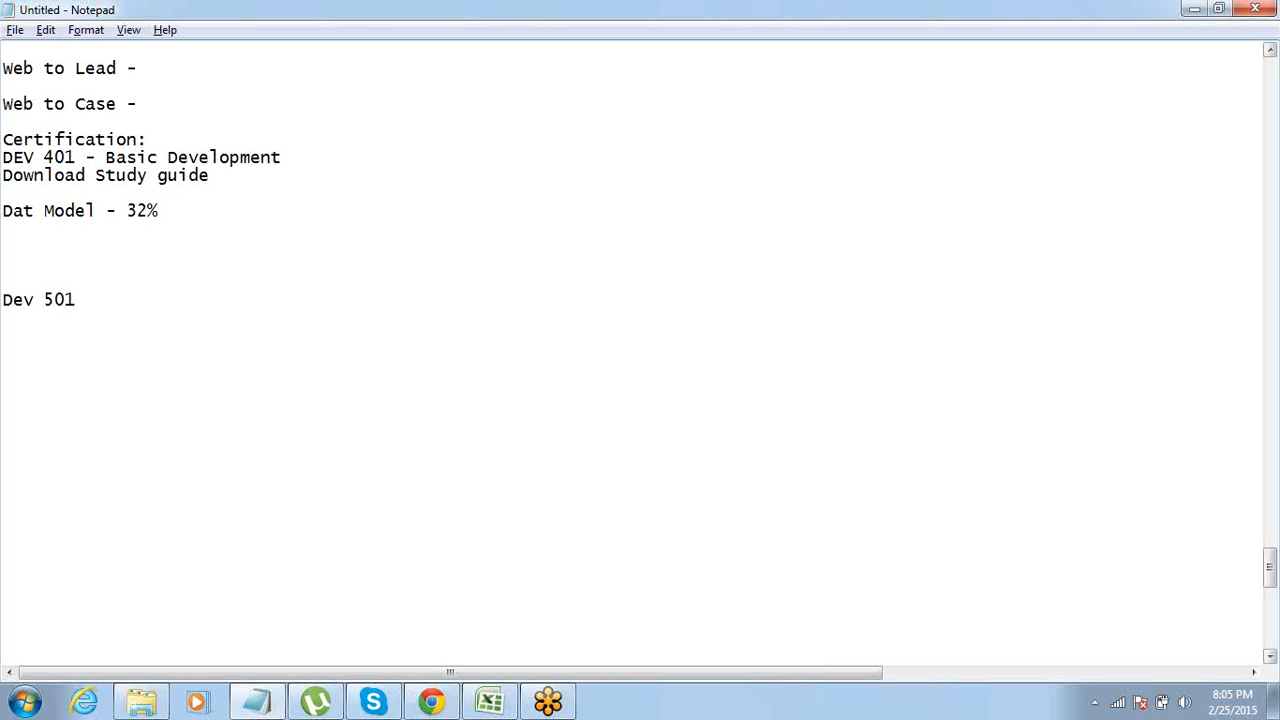 Untitled - Notepad
File Edit Format View Help
Web to Lead -
Web to Case -
Certification:
DEV 401 - Basic Development
Download Study guide
Dat Model - 32%
Dev 501
8:05 PM
2/25/2015